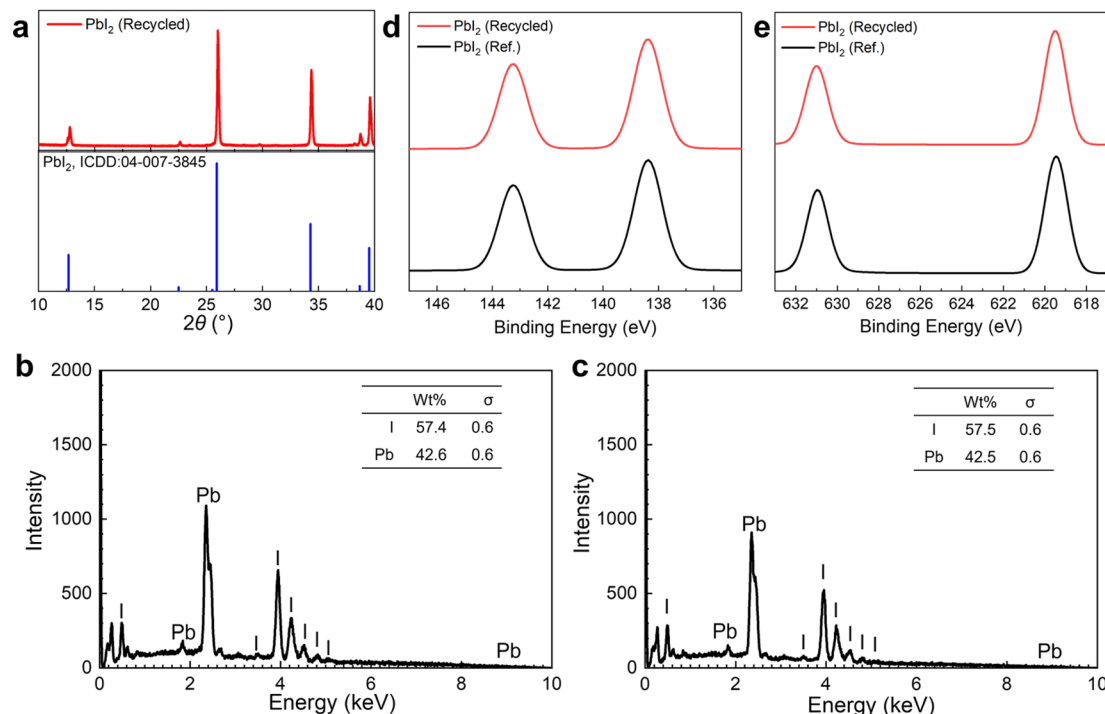 a
PbI₂ (Recycled)
PbI₂, ICDD:04-007-3845
10 15 20 25 30 35 40
2θ (°)
d
PbI₂ (Recycled)
PbI₂ (Ref.)
146 144 142 140 138 136
Binding Energy (eV)
e
PbI₂ (Recycled)
PbI₂ (Ref.)
632 630 628 626 624 622 620 618
Binding Energy (eV)
b
2000
1500
1000
500
0
Intensity
Wt% σ
I 57.4 0.6
Pb 42.6 0.6
Pb
I
I
I
Pb
I
I
I
I
Pb
0 2 4 6 8 10
Energy (keV)
c
2000
1500
1000
500
0
Intensity
Wt% σ
I 57.5 0.6
Pb 42.5 0.6
Pb
I
I
I
Pb
I
I
I
I
Pb
0 2 4 6 8 10
Energy (keV)